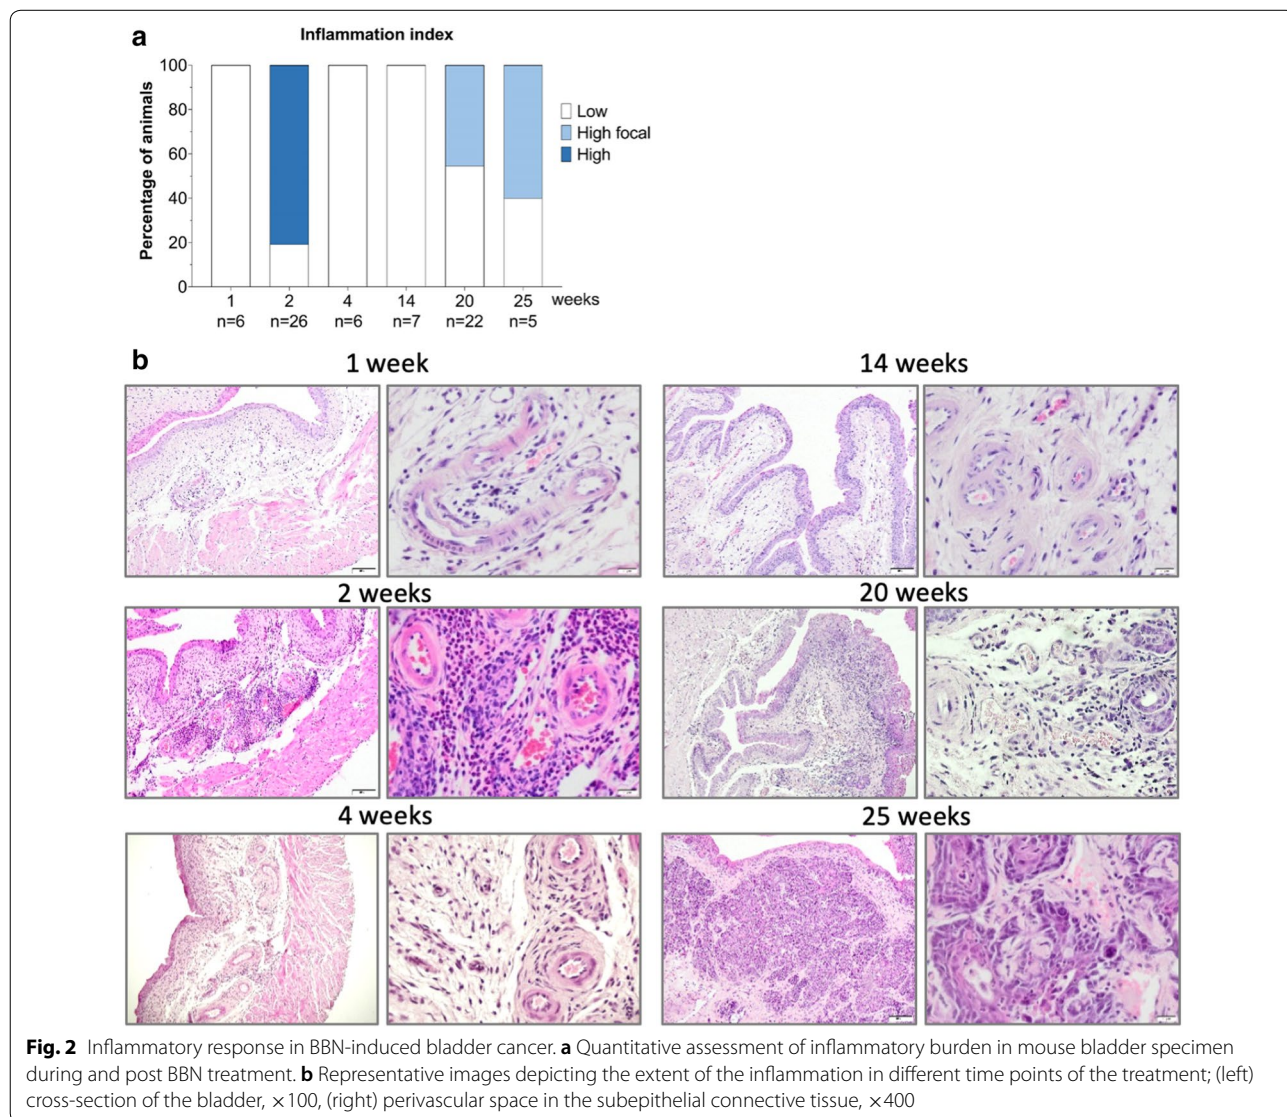 a
Inflammation index
Percentage of animals
100
80
60
40
20
0
Low
High focal
High
1 2 4 14 20 25 weeks
n=6 n=26 n=6 n=7 n=22 n=5
b
1 week 14 weeks
2 weeks 20 weeks
4 weeks 25 weeks
Fig. 2 Inflammatory response in BBN-induced bladder cancer. a Quantitative assessment of inflammatory burden in mouse bladder specimen
during and post BBN treatment. b Representative images depicting the extent of the inflammation in different time points of the treatment; (left)
cross-section of the bladder, ×100, (right) perivascular space in the subepithelial connective tissue, ×400